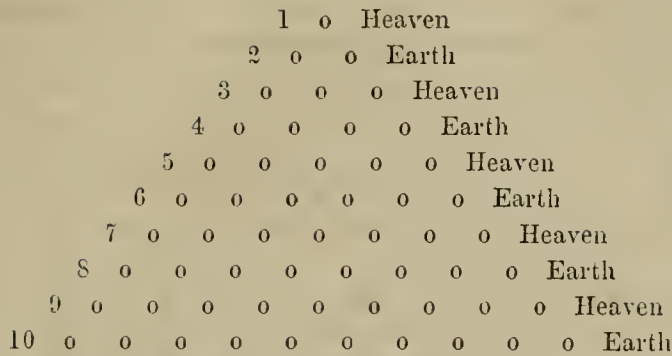 1 o Heaven
2 o o Earth
3 o o o Heaven
4 o o o o Earth
5 o o o o o Heaven
6 o o o o o o Earth
7 o o o o o o o Heaven
8 o o o o o o o o Earth
9 o o o o o o o o o Heaven
10 o o o o o o o o o o Earth